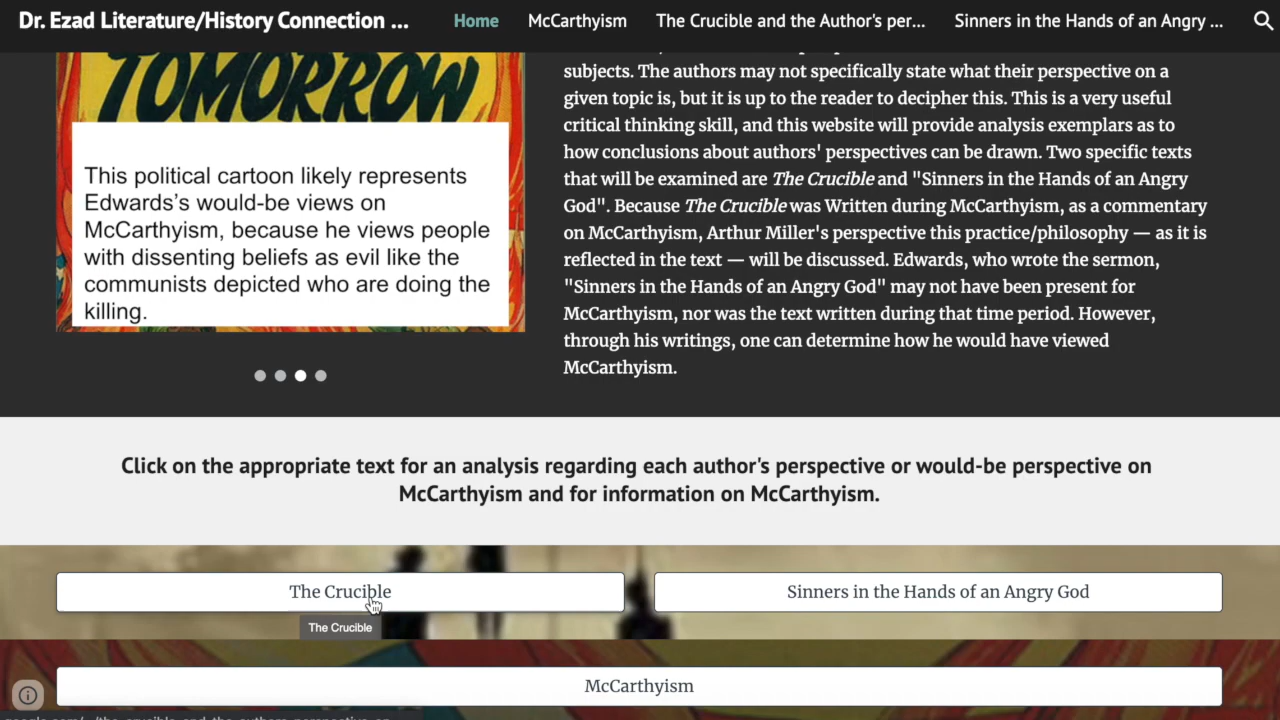 Dr. Ezad Literature/History Connection ...
Home
McCarthyism
The Crucible and the Author's per...
Sinners in the Hands of an Angry ...
TOMORROW
This political cartoon likely represents
Edwards’s would-be views on
McCarthyism, because he views people
with dissenting beliefs as evil like the
communists depicted who are doing the
killing.
subjects. The authors may not specifically state what their perspective on a
given topic is, but it is up to the reader to decipher this. This is a very useful
critical thinking skill, and this website will provide analysis exemplars as to
how conclusions about authors' perspectives can be drawn. Two specific texts
that will be examined are The Crucible and "Sinners in the Hands of an Angry
God". Because The Crucible was Written during McCarthyism, as a commentary
on McCarthyism, Arthur Miller's perspective this practice/philosophy — as it is
reflected in the text — will be discussed. Edwards, who wrote the sermon,
"Sinners in the Hands of an Angry God" may not have been present for
McCarthyism, nor was the text written during that time period. However,
through his writings, one can determine how he would have viewed
McCarthyism.
Click on the appropriate text for an analysis regarding each author's perspective or would-be perspective on
McCarthyism and for information on McCarthyism.
The Crucible
Sinners in the Hands of an Angry God
The Crucible
McCarthyism